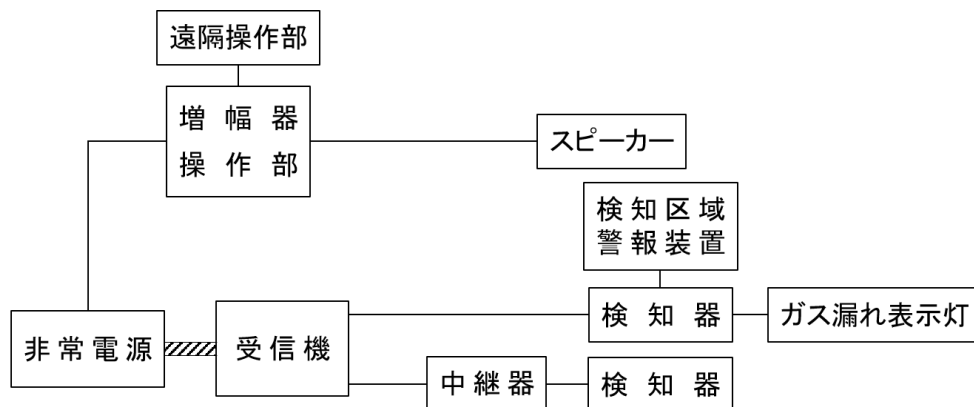 遠隔操作部
増幅器
操作部
スピーカー
検知区域
警報装置
検知器
ガス漏れ表示灯
非常電源
受信機
中継器
検知器